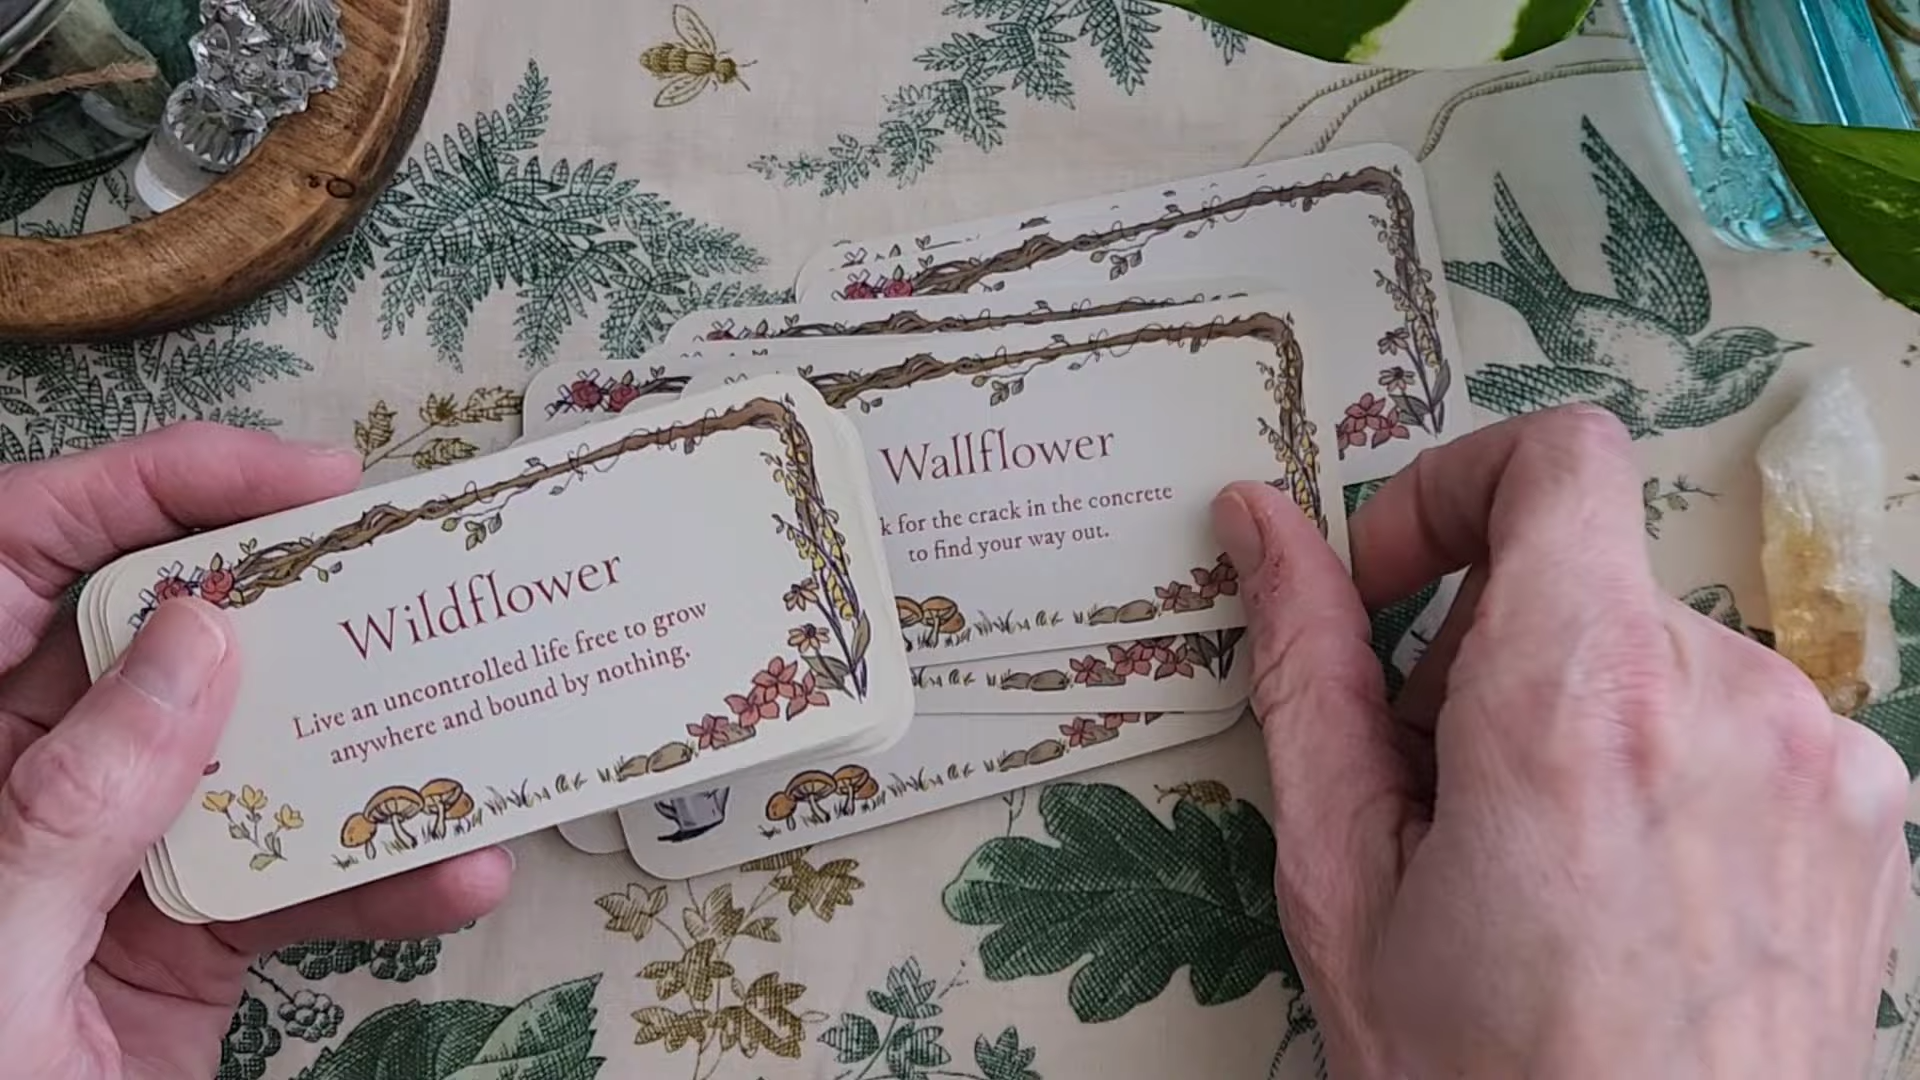 Wildflower
Live an uncontrolled life free to grow
anywhere and bound by nothing.
Wallflower
for the crack in the concrete
to find your way out.